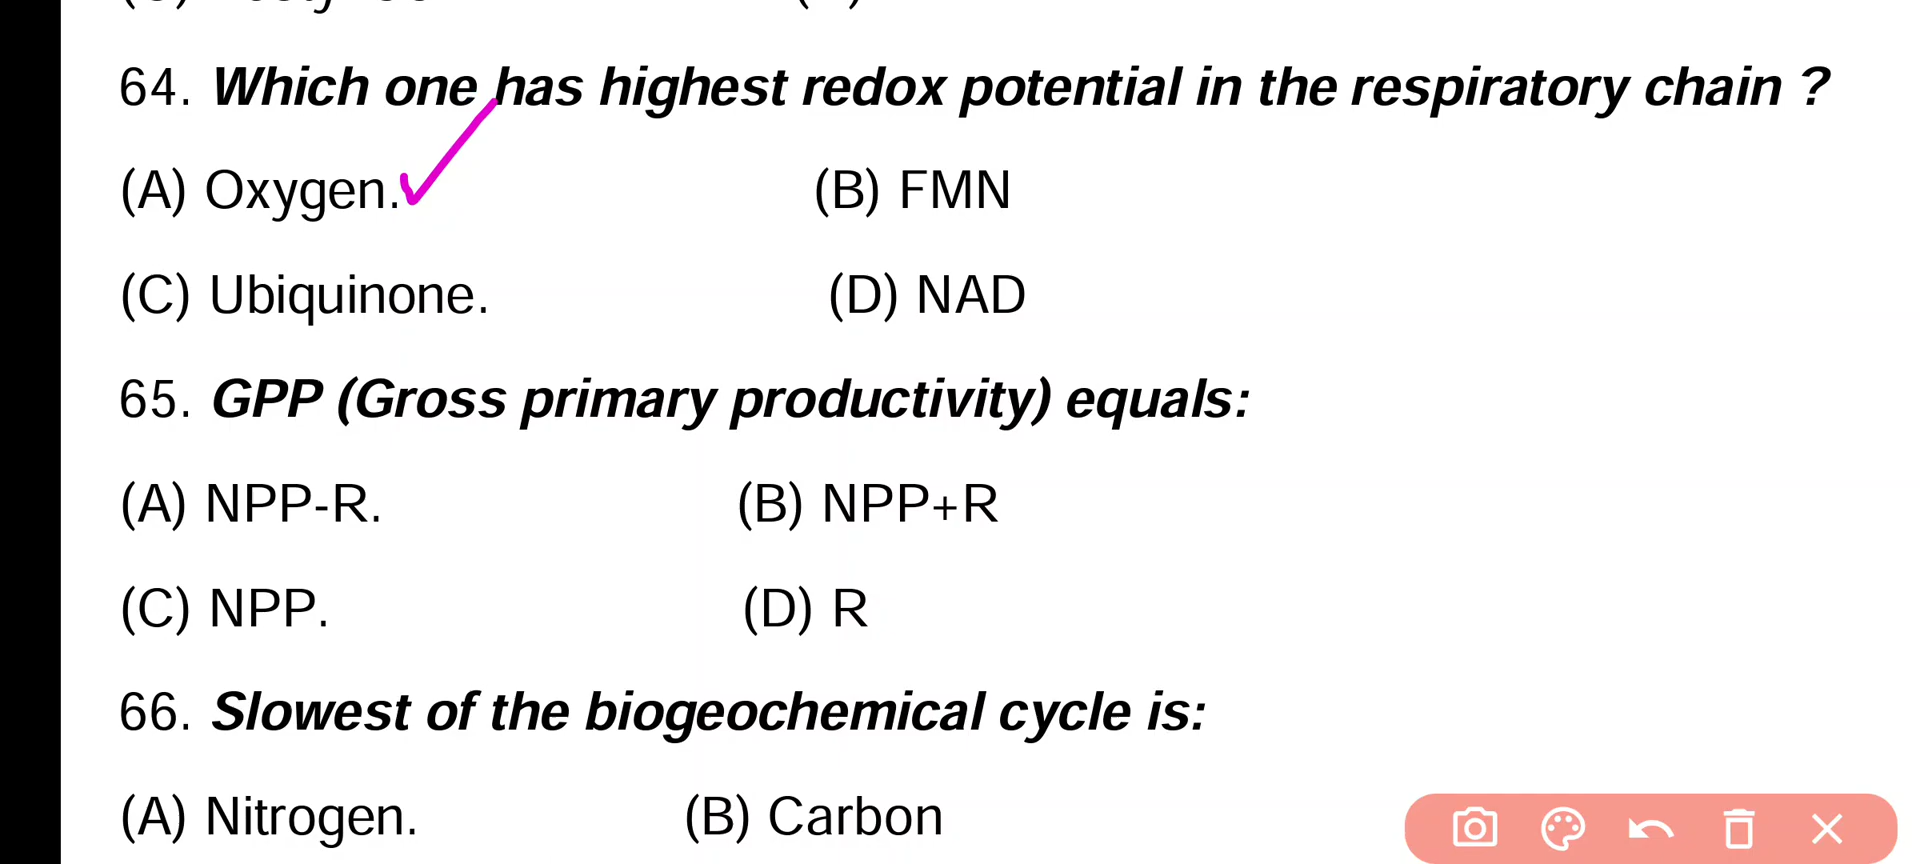 64. Which one has highest redox potential in the respiratory chain ?
(A) Oxygen. (B) FMN
(C) Ubiquinone. (D) NAD
65. GPP (Gross primary productivity) equals:
(A) NPP-R. (B) NPP+R
(C) NPP. (D) R
66. Slowest of the biogeochemical cycle is:
(A) Nitrogen. (B) Carbon